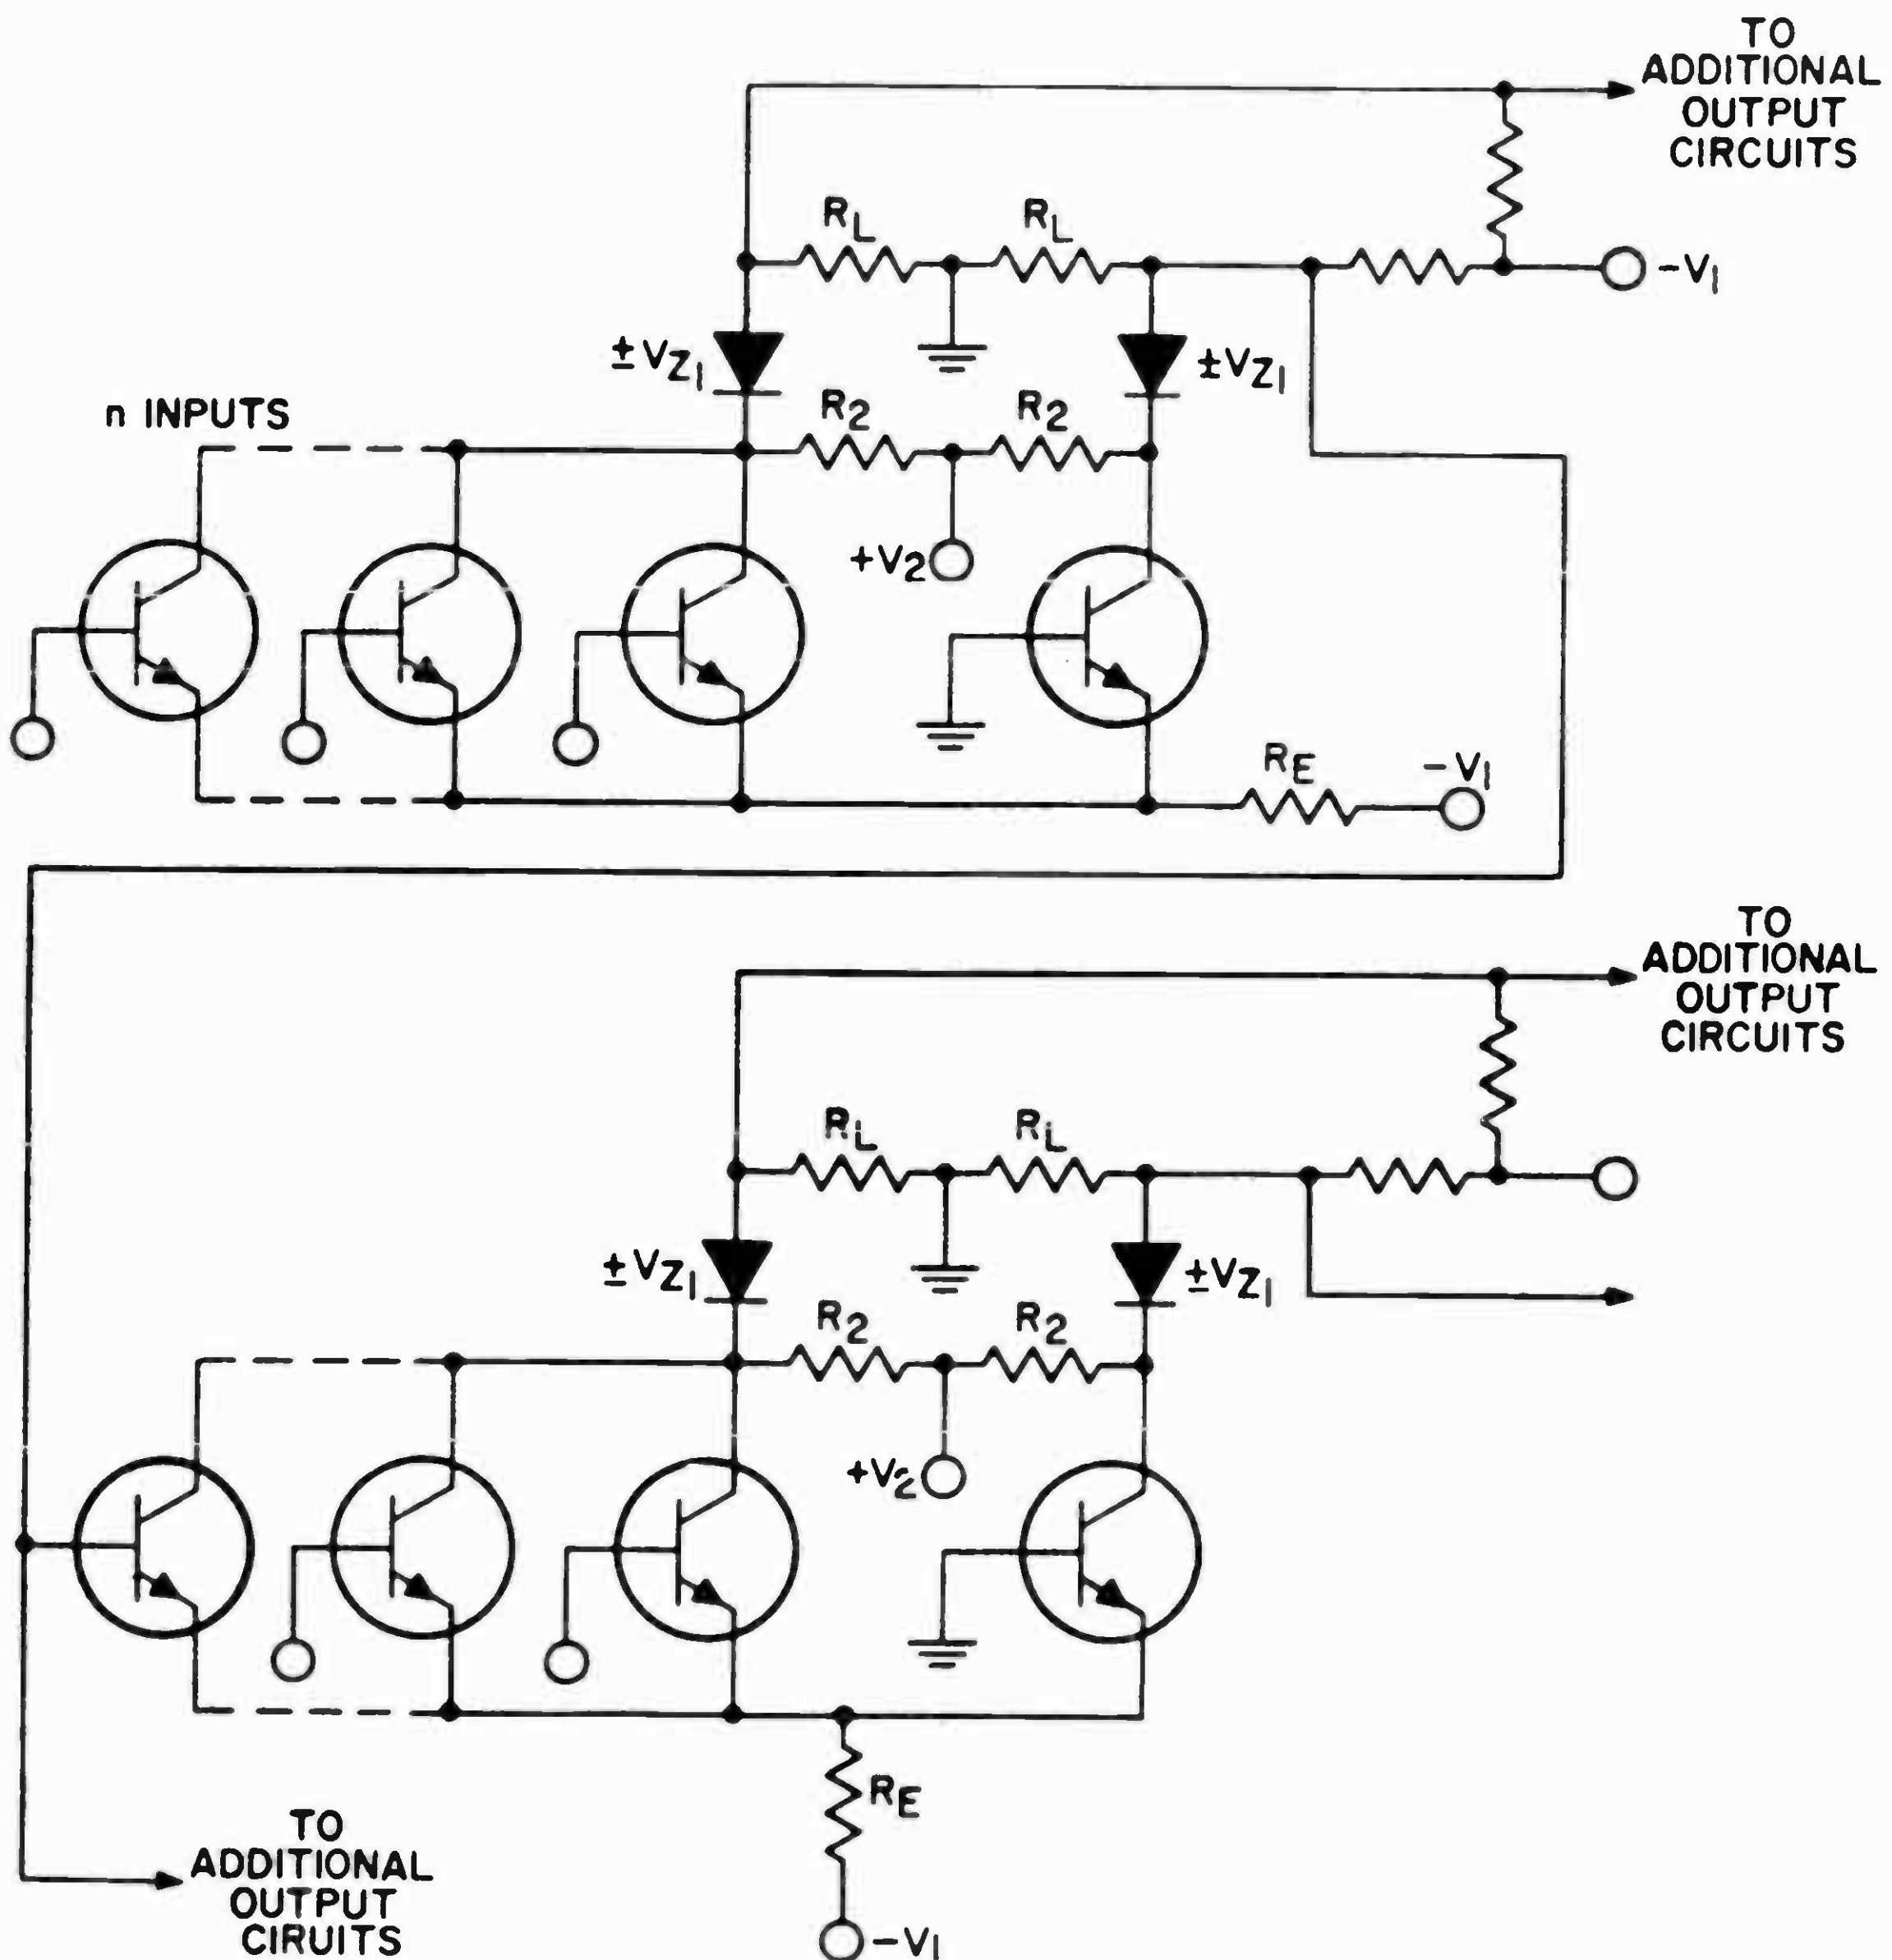 TO
ADDITIONAL
OUTPUT
CIRCUITS
RL RL
-V1
±VZ1 ±VZ1
n INPUTS
R2 R2
+V2
RE
-V1
TO
ADDITIONAL
OUTPUT
CIRCUITS
RL RL
±VZ1 ±VZ1
R2 R2
+V2
RE
TO
ADDITIONAL
OUTPUT
CIRUITS
-V1